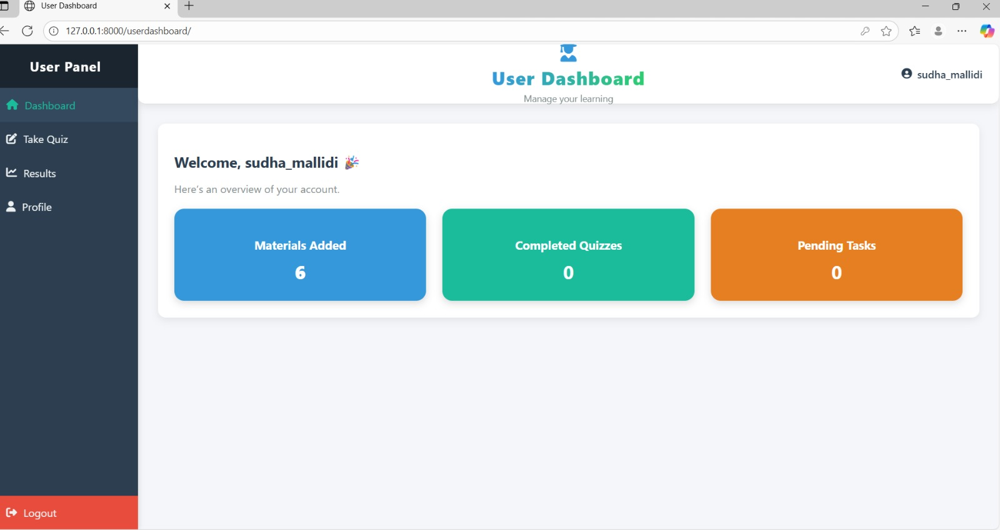 User Dashboard
127.0.0.1:8000/userdashboard/
User Panel
Dashboard
Take Quiz
Results
Profile
Logout
User Dashboard
Manage your learning
sudha_mallidi
Welcome, sudha_mallidi 🎉
Here’s an overview of your account.
Materials Added
6
Completed Quizzes
0
Pending Tasks
0